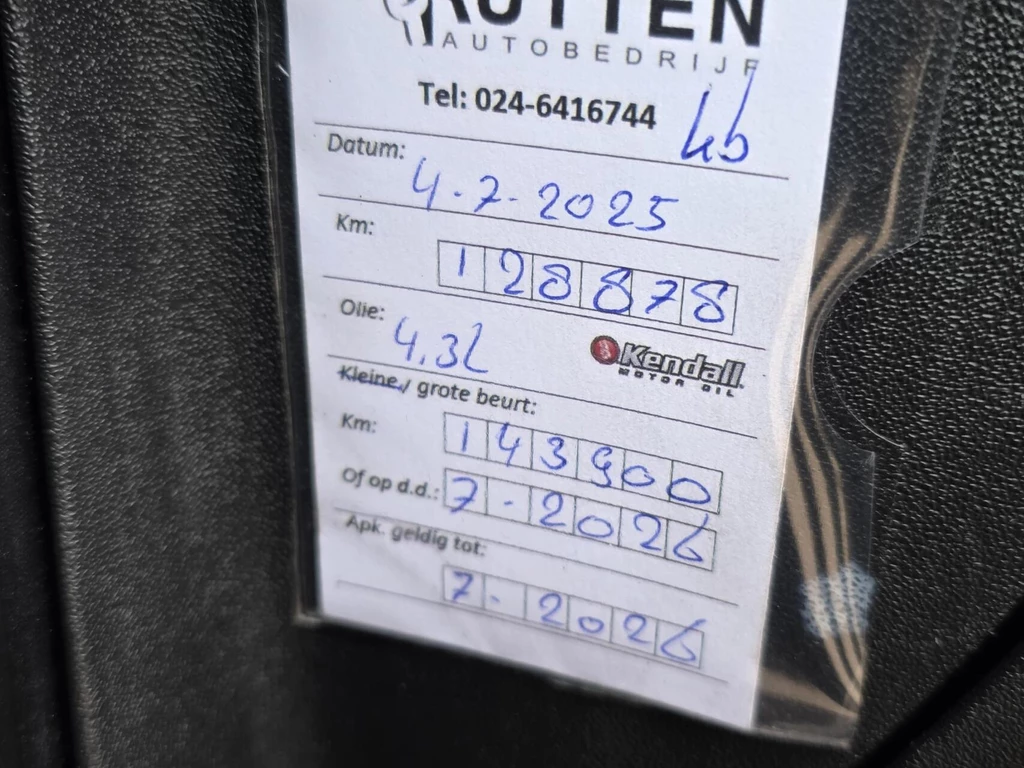 RUTTEN
AUTOBEDRIJF
Tel: 024-6416744
Datum:
4-7-2025
Km:
128878
Olie:
4.3L
Kendall
MOTOR OIL
Kleine / grote beurt:
Km:
143900
Of op d.d.:
7-2026
Apk. geldig tot:
7-2026